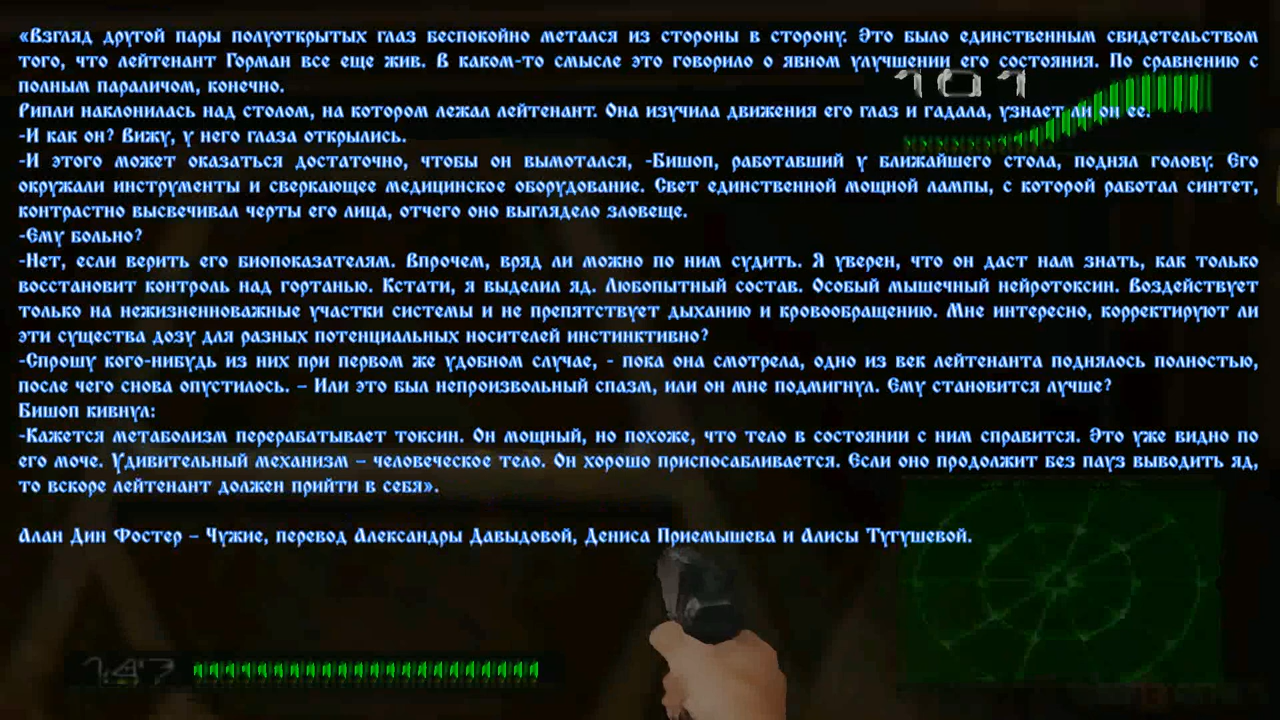 «Взгляд другой пары полуоткрытых глаз беспокойно метался из стороны в сторону. Это было единственным свидетельством
того, что лейтенант Горман все еще жив. В каком-то смысле это говорило о явном улучшении его состояния. По сравнению с
полным параличом, конечно.
101
Рипли наклонилась над столом, на котором лежал лейтенант. Она изучила движения его глаз и гадала, узнает ли он ее.
-И как он? Вижу, у него глаза открылись.
-И этого может оказаться достаточно, чтобы он вымотался, -Бишоп, работавший у ближайшего стола, поднял голову. Его
окружали инструменты и сверкающее медицинское оборудование. Свет единственной мощной лампы, с которой работал синтет,
контрастно высвечивал черты его лица, отчего оно выглядело зловеще.
-Ему больно?
-Нет, если верить его биопоказателям. Впрочем, вряд ли можно по ним судить. Я уверен, что он даст нам знать, как только
восстановит контроль над гортанью. Кстати, я выделил яд. Любопытный состав. Особый мышечный нейротоксин. Воздействует
только на нежизненноважные участки системы и не препятствует дыханию и кровообращению. Мне интересно, корректируют ли
эти существа дозу для разных потенциальных носителей инстинктивно?
-Спрошу кого-нибудь из них при первом же удобном случае, - пока она смотрела, одно из век лейтенанта поднялось полностью,
после чего снова опустилось. – Или это был непроизвольный спазм, или он мне подмигнул. Ему становится лучше?
Бишоп кивнул:
-Кажется метаболизм перерабатывает токсин. Он мощный, но похоже, что тело в состоянии с ним справится. Это уже видно по
его моче. Удивительный механизм – человеческое тело. Он хорошо приспосабливается. Если оно продолжит без пауз выводить яд,
то вскоре лейтенант должен прийти в себя».
Алан Дин Фостер – Чужие, перевод Александры Давыдовой, Дениса Приемышева и Алисы Тугушевой.
147